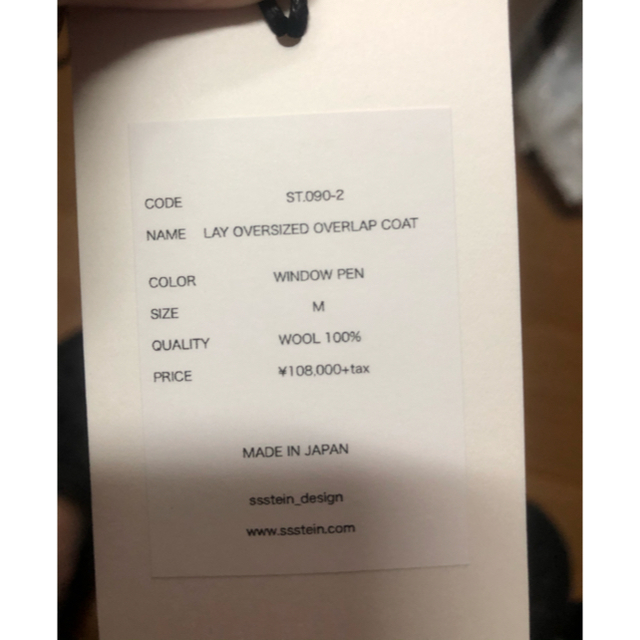 CODE ST.090-2
NAME LAY OVERSIZED OVERLAP COAT
COLOR WINDOW PEN
SIZE M
QUALITY WOOL 100%
PRICE ¥108,000+tax
MADE IN JAPAN
ssstein_design
www.ssstein.com